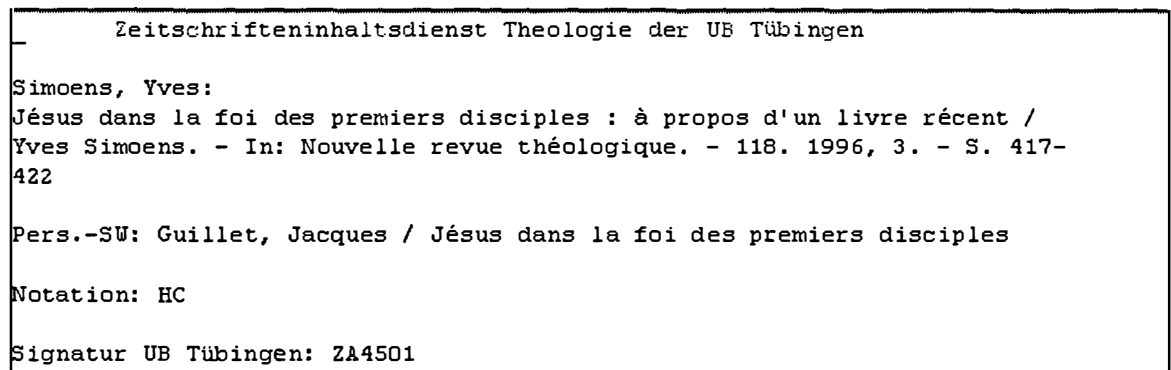 Zeitschrifteninhaltsdienst Theologie der UB Tübingen
Simoens, Yves:
Jésus dans la foi des premiers disciples : à propos d'un livre récent /
Yves Simoens. - In: Nouvelle revue théologique. - 118. 1996, 3. - S. 417-
422
Pers.-SW: Guillet, Jacques / Jésus dans la foi des premiers disciples
Notation: HC
Signatur UB Tübingen: ZA4501